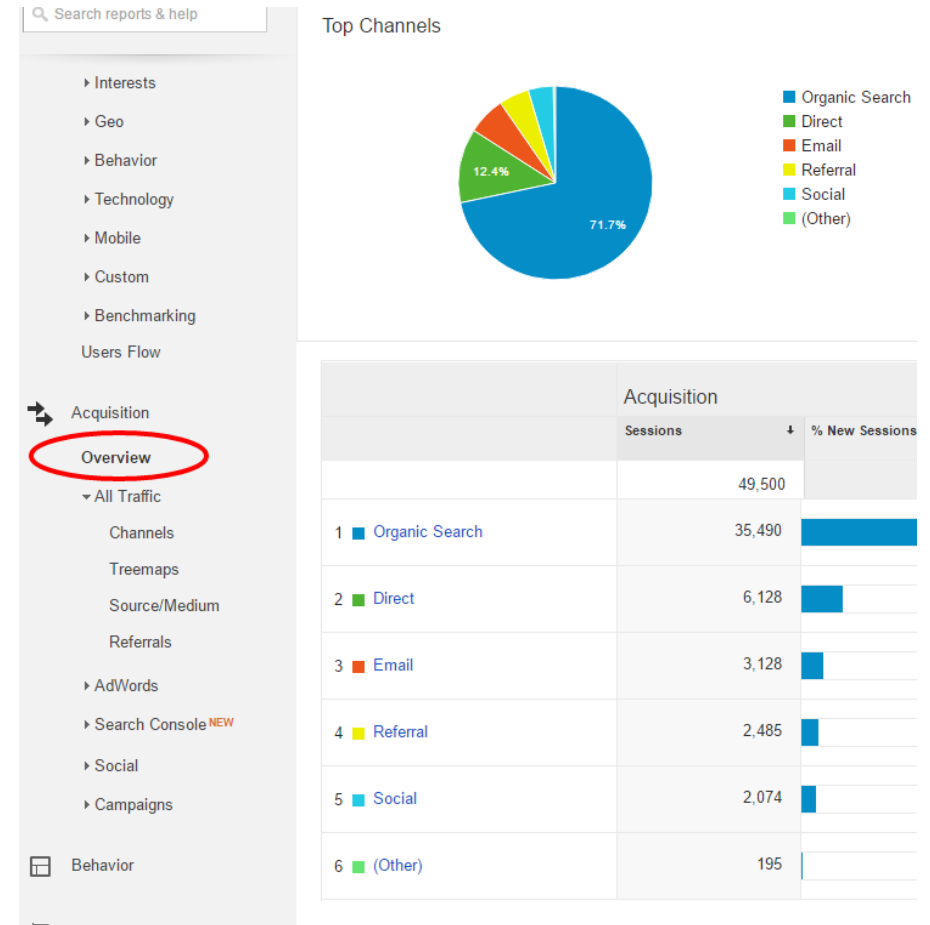 Search reports & help
Interests
Geo
Behavior
Technology
Mobile
Custom
Benchmarking
Users Flow
Acquisition
Overview
All Traffic
Channels
Treemaps
Source/Medium
Referrals
AdWords
Search Console NEW
Social
Campaigns
Behavior
Top Channels
12.4%
71.7%
Organic Search
Direct
Email
Referral
Social
(Other)
Acquisition
Sessions % New Sessions
49,500
1 Organic Search 35,490
2 Direct 6,128
3 Email 3,128
4 Referral 2,485
5 Social 2,074
6 (Other) 195